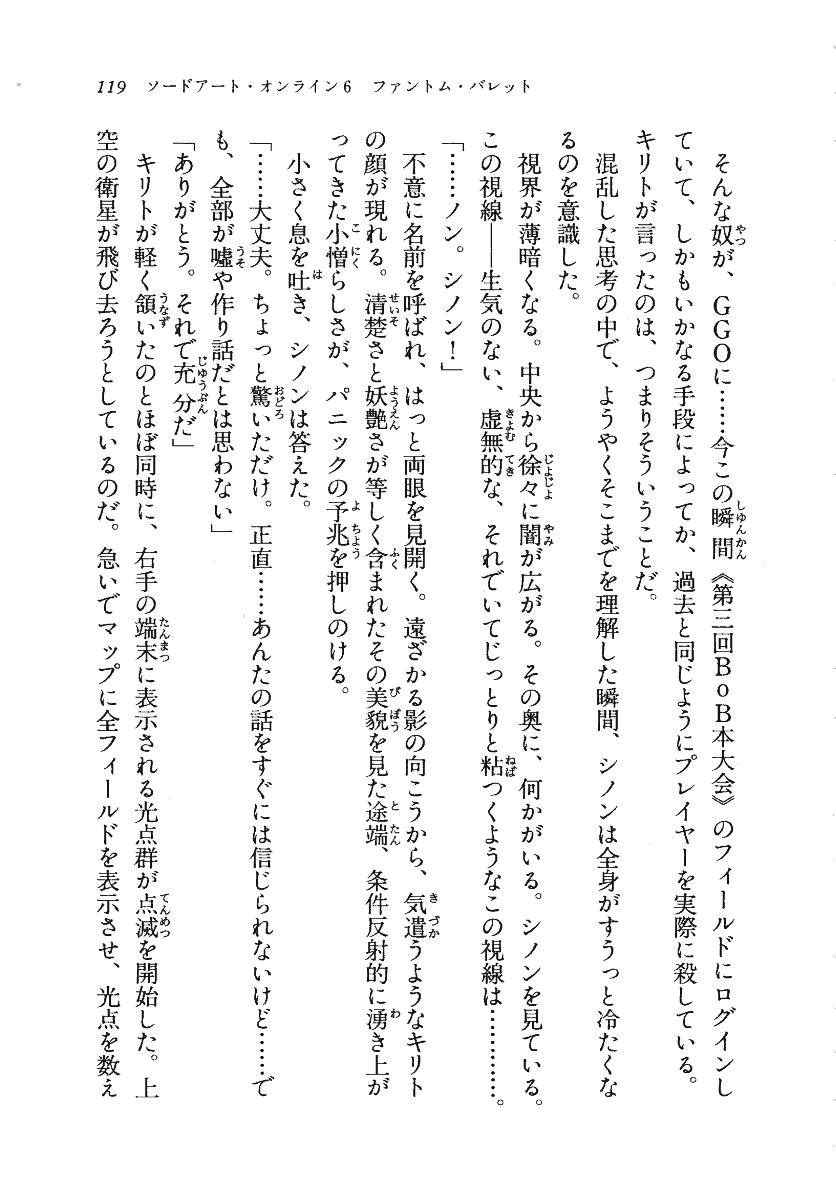 119　ソードアート・オンライン6　ファントム・バレット
　そんな奴が、GGOに……今この瞬間《第三回BoB本大会》のフィールドにログインし
ていて、しかもいかなる手段によってか、過去と同じようにプレイヤーを実際に殺している。
キリトが言ったのは、つまりそういうことだ。
　混乱した思考の中で、ようやくそこまでを理解した瞬間、シノンは全身がすうっと冷たくな
るのを意識した。
　視界が薄暗くなる。中央から徐々に闇が広がる。その奥に、何かがいる。シノンを見ている。
この視線——生気のない、虚無的な、それでいてじっとりと粘つくようなこの視線は…………。
「……ノン。シノン！」
　不意に名前を呼ばれ、はっと両眼を見開く。遠ざかる影の向こうから、気遣うようなキリト
の顔が現れる。清楚さと妖艶さが等しく含まれたその美貌を見た途端、条件反射的に湧き上が
ってきた小憎らしさが、パニックの予兆を押しのける。
　小さく息を吐き、シノンは答えた。
「……大丈夫。ちょっと驚いただけ。正直……あんたの話をすぐには信じられないけど……で
も、全部が嘘や作り話だとは思わない」
「ありがとう。それで充分だ」
　キリトが軽く頷いたのとほぼ同時に、右手の端末に表示される光点群が点滅を開始した。上
空の衛星が飛び去ろうとしているのだ。急いでマップに全フィールドを表示させ、光点を数え